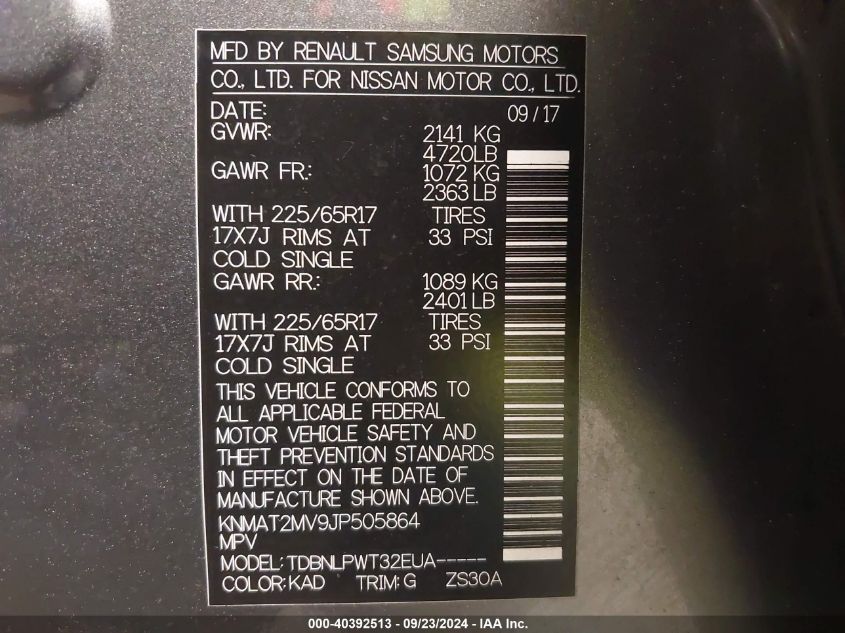 MFD BY RENAULT SAMSUNG MOTORS
CO., LTD. FOR NISSAN MOTOR CO., LTD.
DATE: 09/17
GVWR: 2141 KG
4720LB
GAWR FR.: 1072 KG
2363 LB
WITH 225/65R17 TIRES
17X7J RIMS AT 33 PSI
COLD SINGLE
GAWR RR.: 1089 KG
2401 LB
WITH 225/65R17 TIRES
17X7J RIMS AT 33 PSI
COLD SINGLE
THIS VEHICLE CONFORMS TO
ALL APPLICABLE FEDERAL
MOTOR VEHICLE SAFETY AND
THEFT PREVENTION STANDARDS
IN EFFECT ON THE DATE OF
MANUFACTURE SHOWN ABOVE.
KNMAT2MV9JP505864
MPV
MODEL: TDBNLPWT32EUA-----
COLOR: KAD TRIM: G ZS30A
000-40392513 - 09/23/2024 - IAA Inc.